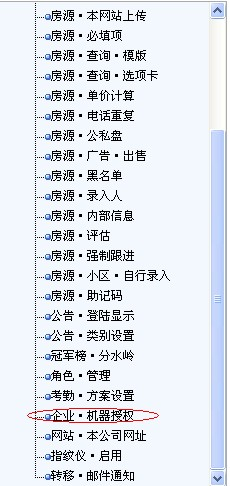 房源·本网站上传
房源·必填项
房源·查询·模版
房源·查询·选项卡
房源·单价计算
房源·电话重复
房源·公私盘
房源·广告·出售
房源·黑名单
房源·录入人
房源·内部信息
房源·评估
房源·强制跟进
房源·小区·自行录入
房源·助记码
公告·登陆显示
公告·类别设置
冠军榜·分水岭
角色·管理
考勤·方案设置
企业·机器授权
网站·本公司网址
指纹仪·启用
转移·邮件通知